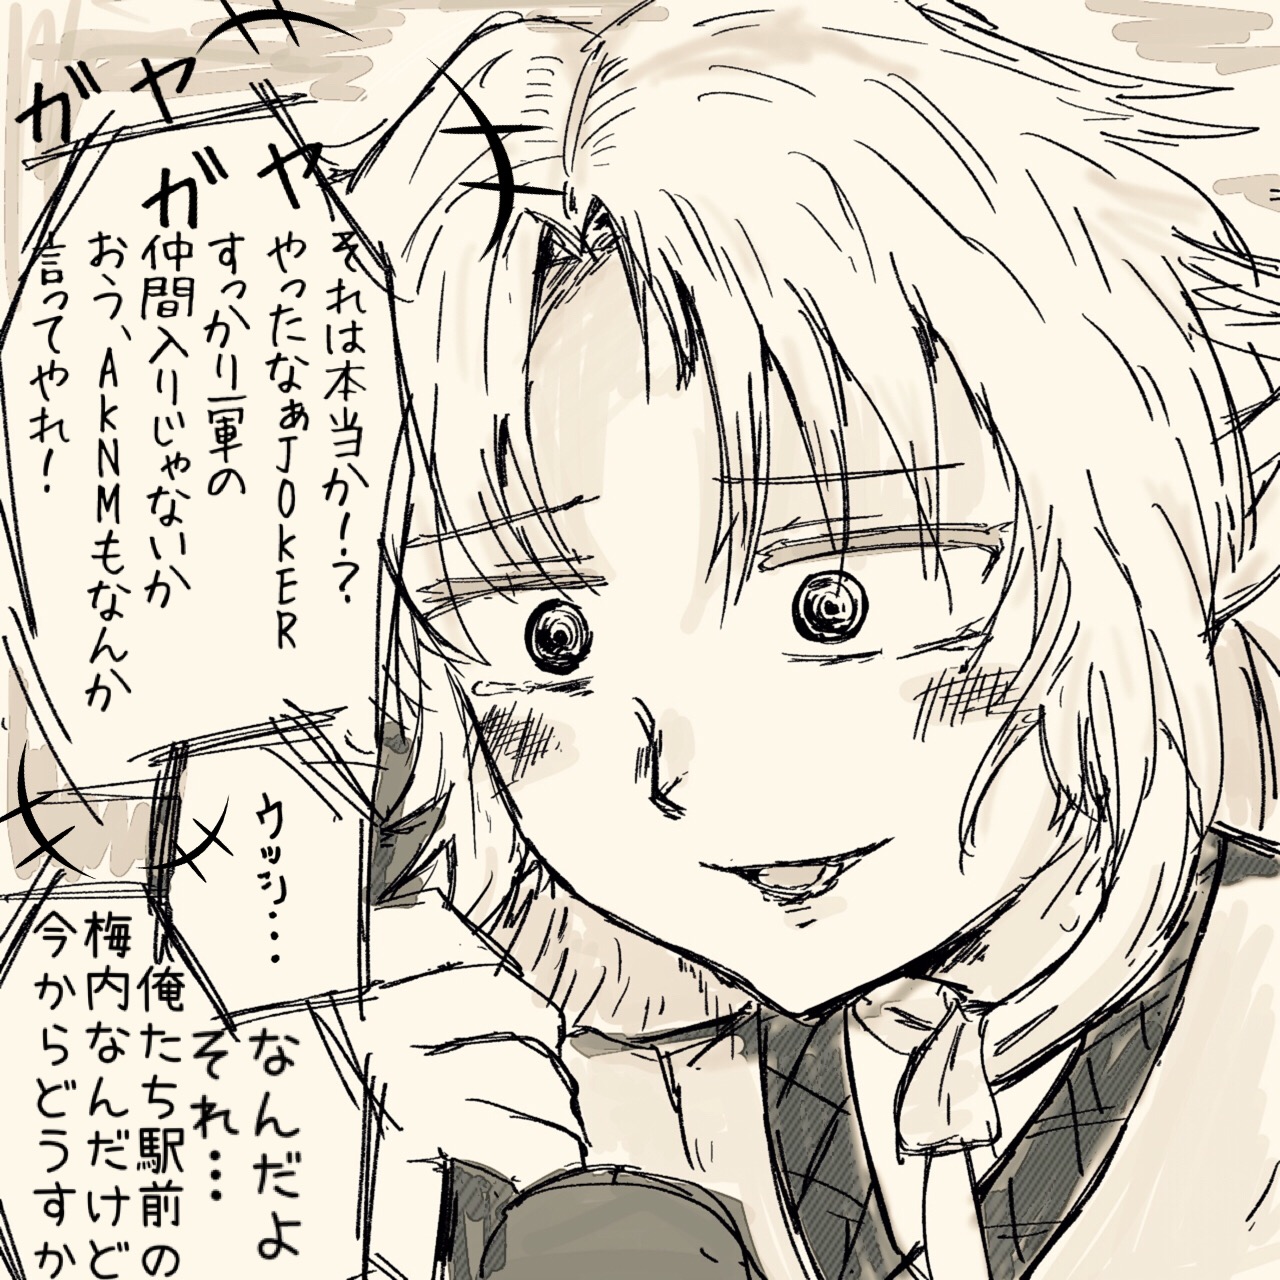 ガヤ
ガヤ
それは本当か!?
やったなぁJOKER
すっかり一軍の
仲間入りじゃないか
おう、AKNMもなんか
言ってやれ!
ウッシ...
なんだよ
それ...
俺たち駅前の
梅内なんだけど
今からどうすか